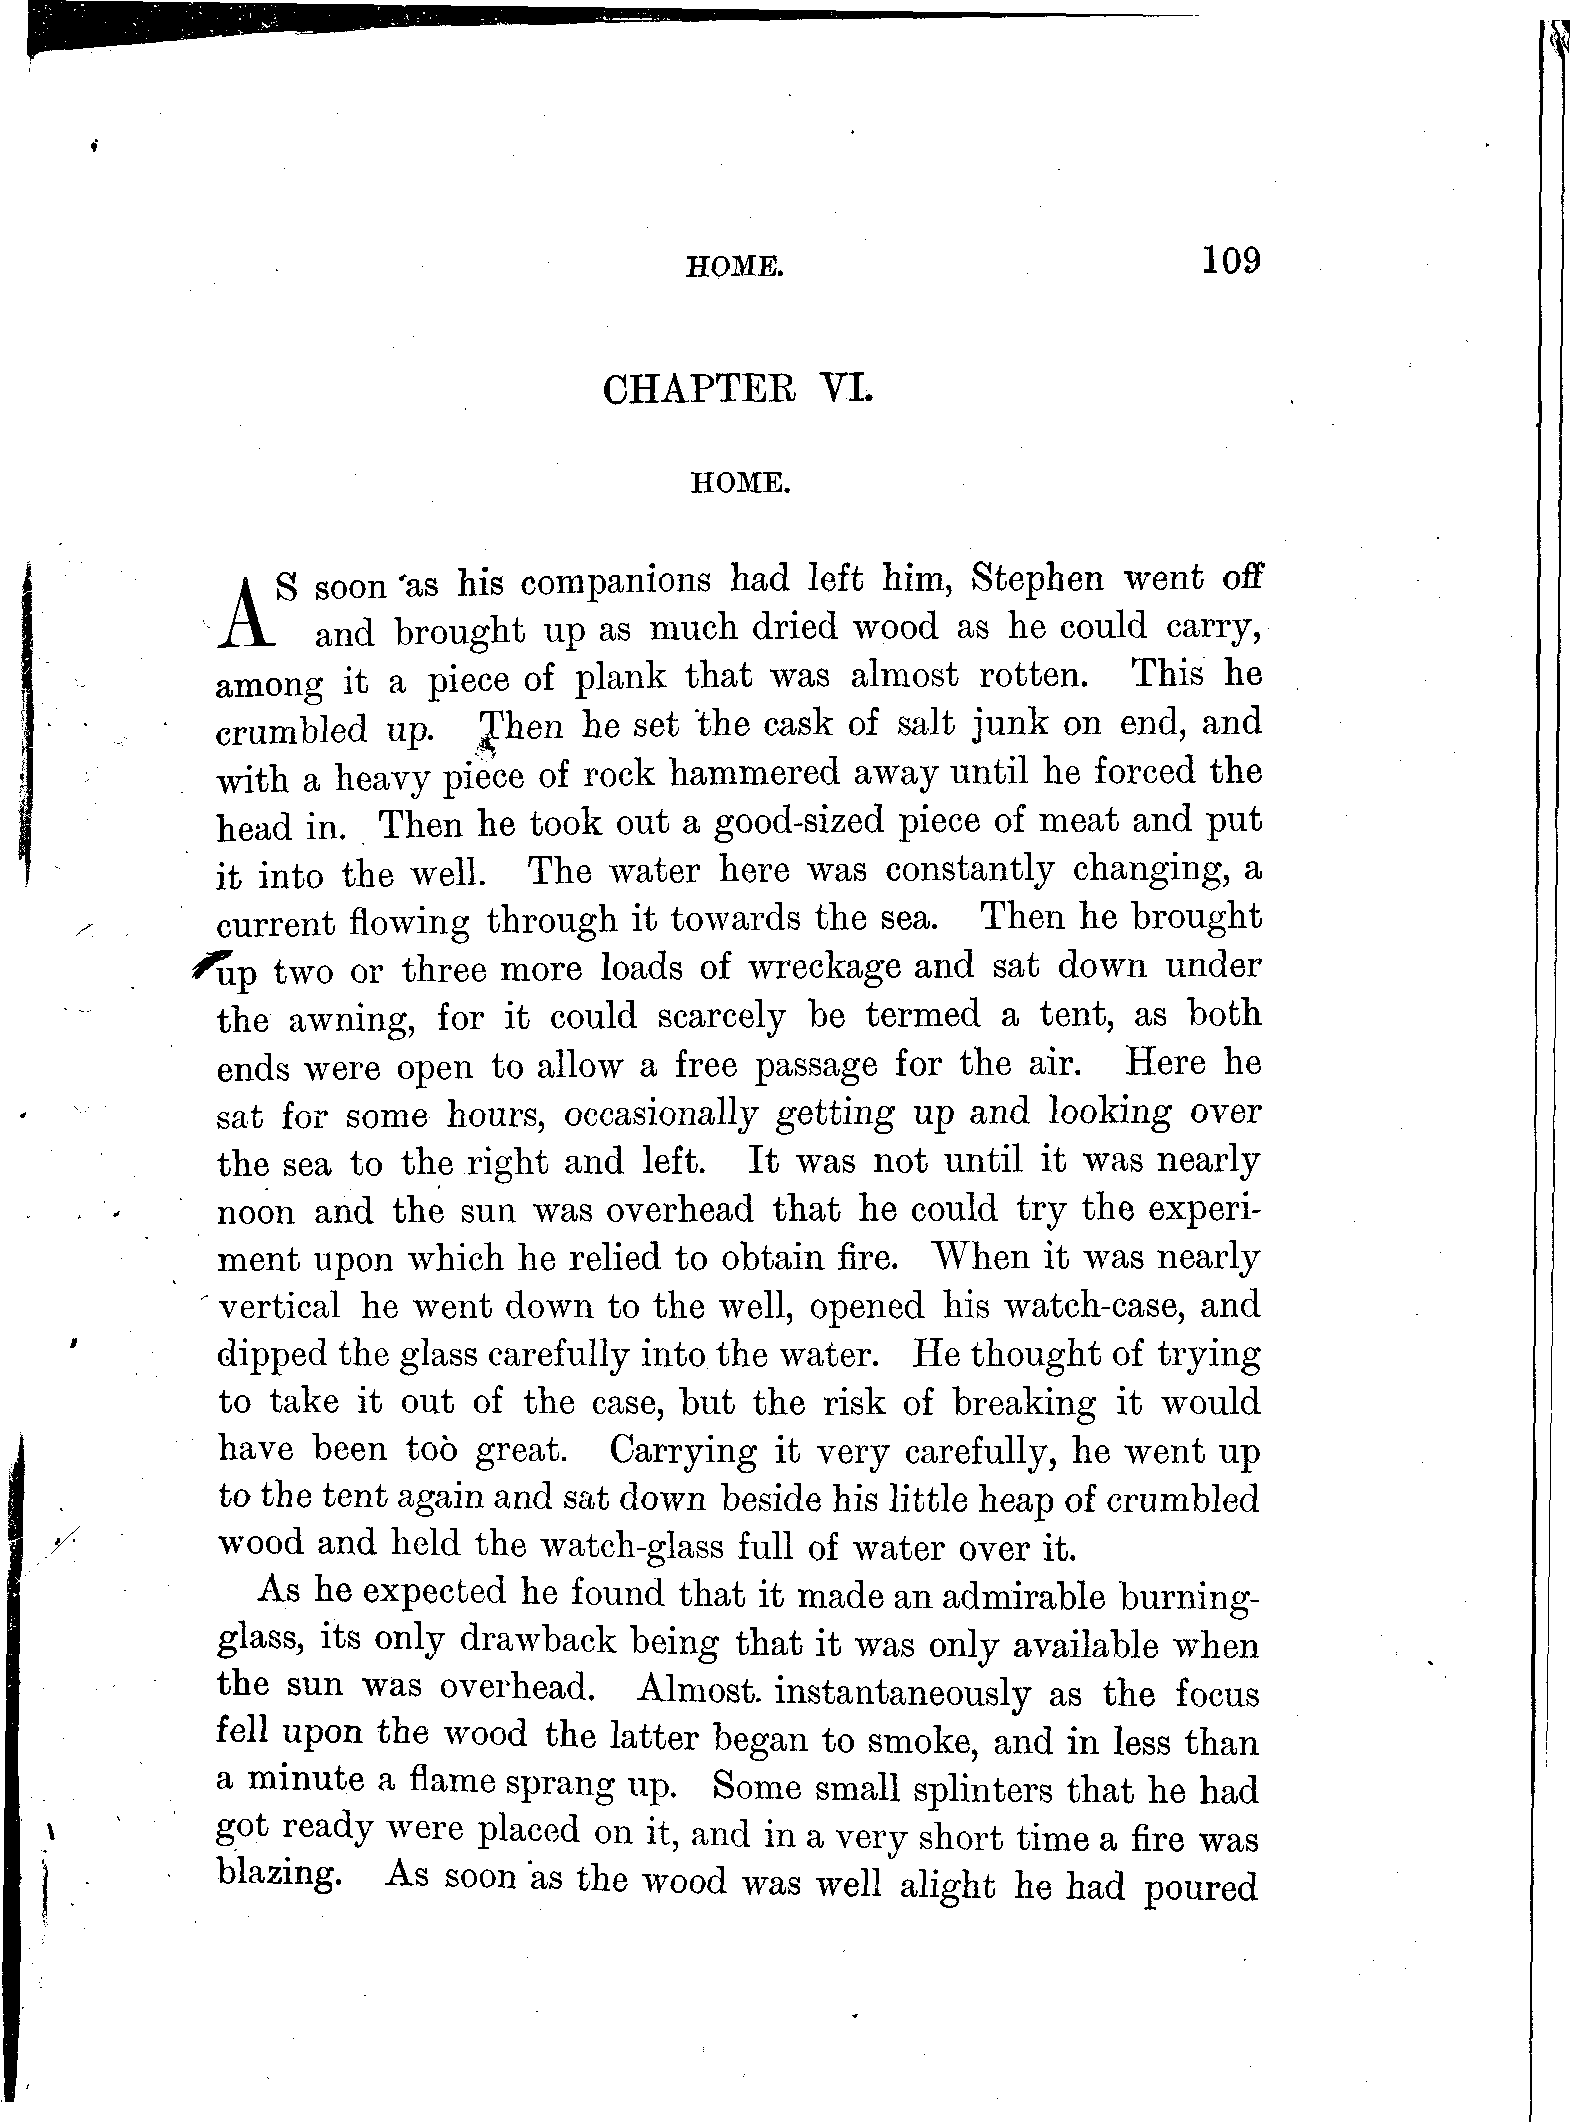 HOME. 109
CHAPTER VI.
HOME.
AS soon as his companions had left him, Stephen went off
and brought up as much dried wood as he could carry,
among it a piece of plank that was almost rotten. This he
crumbled up. Then he set the cask of salt junk on end, and
with a heavy piece of rock hammered away until he forced the
head in. Then he took out a good-sized piece of meat and put
it into the well. The water here was constantly changing, a
current flowing through it towards the sea. Then he brought
up two or three more loads of wreckage and sat down under
the awning, for it could scarcely be termed a tent, as both
ends were open to allow a free passage for the air. Here he
sat for some hours, occasionally getting up and looking over
the sea to the right and left. It was not until it was nearly
noon and the sun was overhead that he could try the experi-
ment upon which he relied to obtain fire. When it was nearly
vertical he went down to the well, opened his watch-case, and
dipped the glass carefully into the water. He thought of trying
to take it out of the case, but the risk of breaking it would
have been too great. Carrying it very carefully, he went up
to the tent again and sat down beside his little heap of crumbled
wood and held the watch-glass full of water over it.
As he expected he found that it made an admirable burning-
glass, its only drawback being that it was only available when
the sun was overhead. Almost instantaneously as the focus
fell upon the wood the latter began to smoke, and in less than
a minute a flame sprang up. Some small splinters that he had
got ready were placed on it, and in a very short time a fire was
blazing. As soon as the wood was well alight he had poured